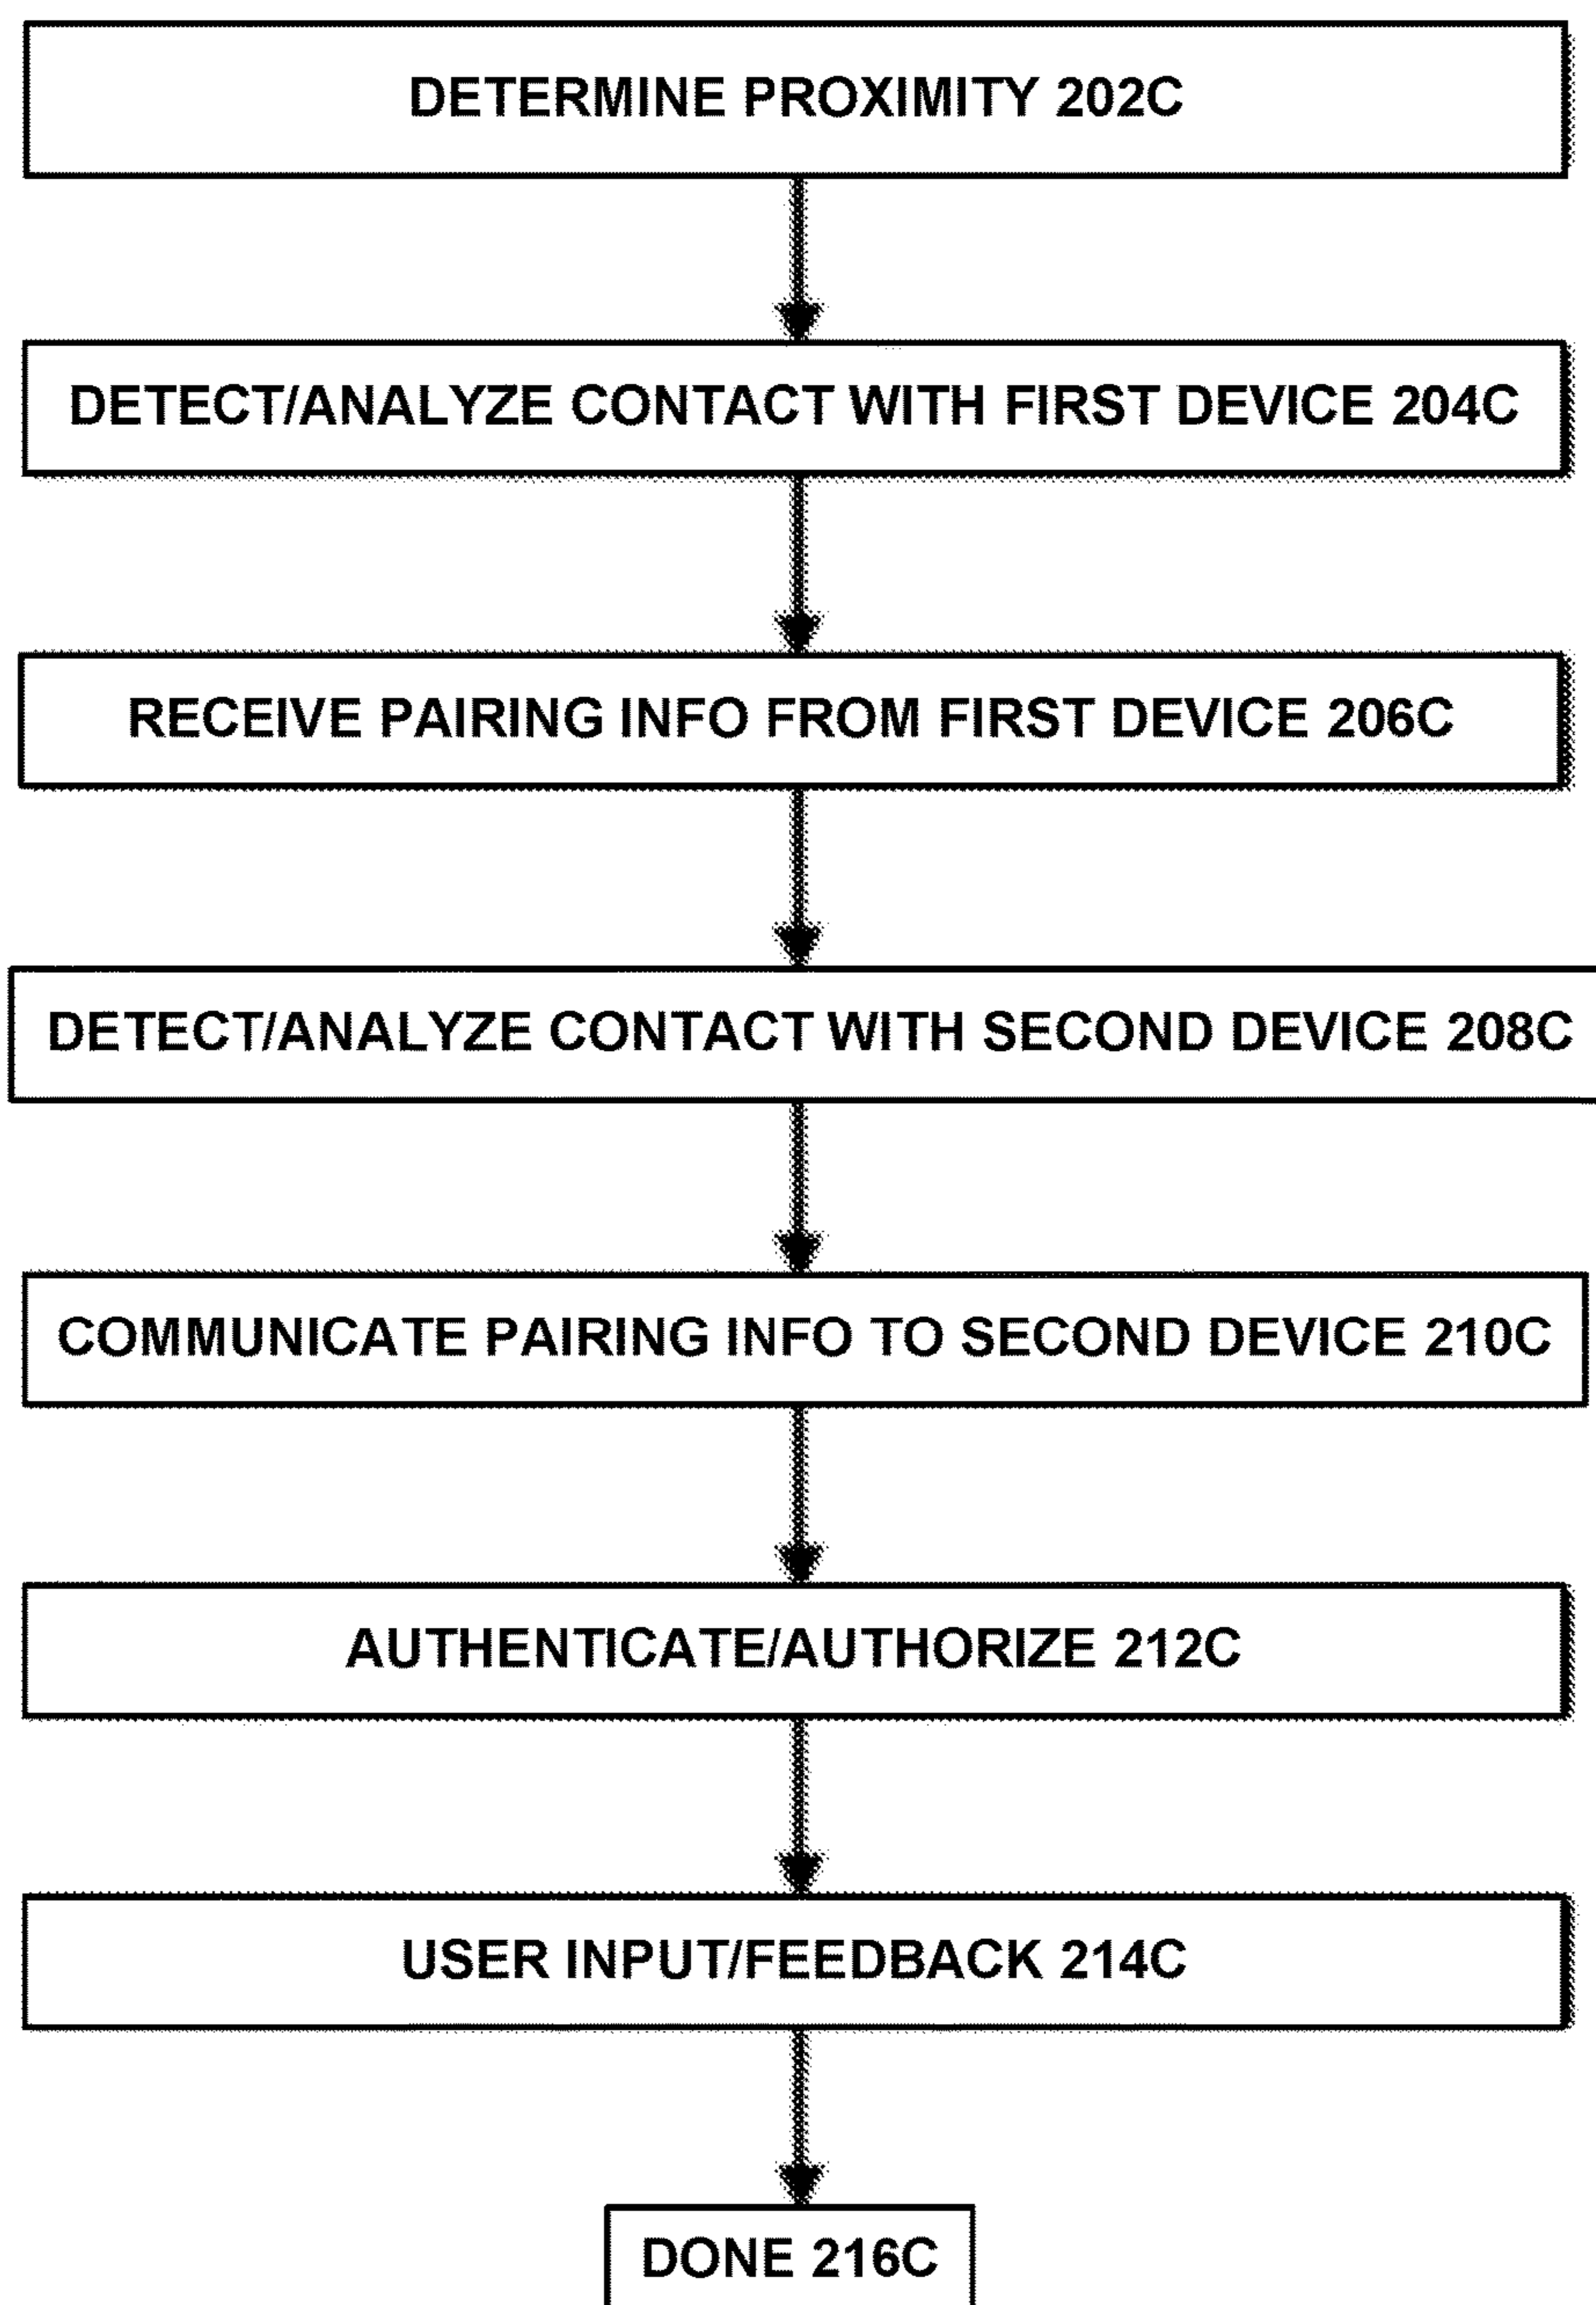 DETERMINE PROXIMITY 202C
DETECT/ANALYZE CONTACT WITH FIRST DEVICE 204C
RECEIVE PAIRING INFO FROM FIRST DEVICE 206C
DETECT/ANALYZE CONTACT WITH SECOND DEVICE 208C
COMMUNICATE PAIRING INFO TO SECOND DEVICE 210C
AUTHENTICATE/AUTHORIZE 212C
USER INPUT/FEEDBACK 214C
DONE 216C